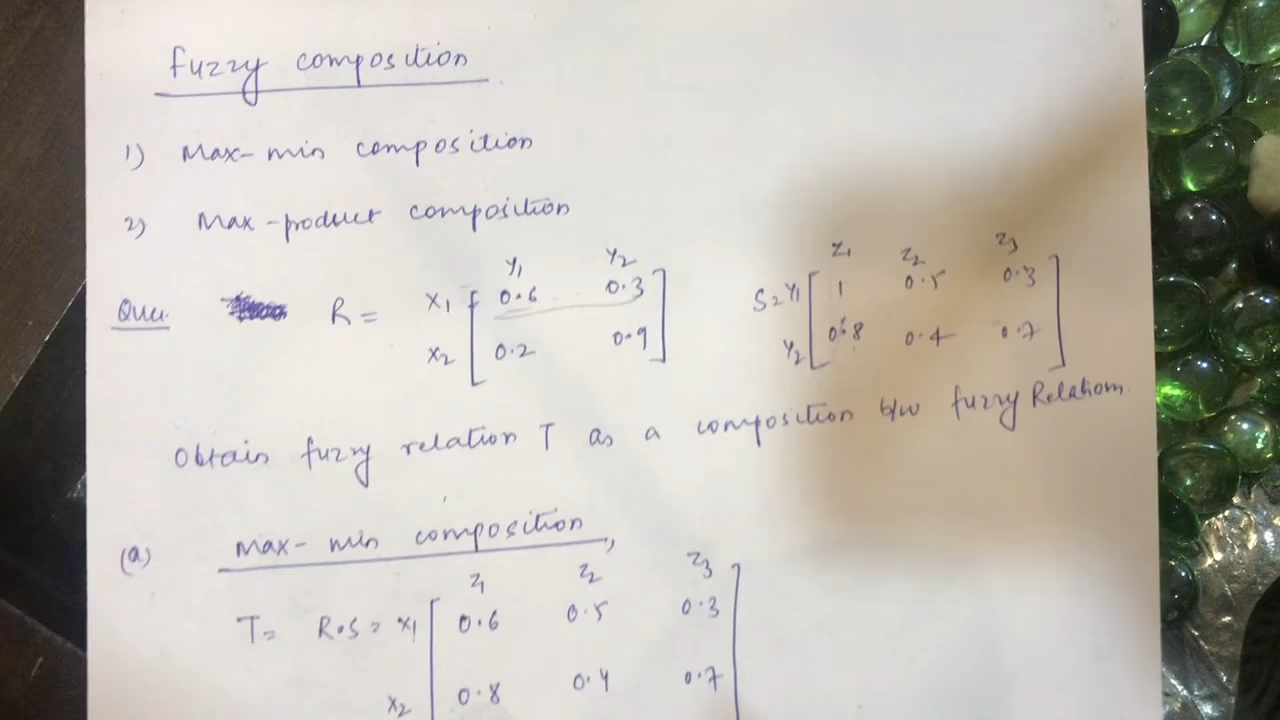 fuzzy composition
1) Max-min composition
2) Max-product composition
Y1 Y2 Z1 Z2 Z3
Que. R = X1 [ 0.6 0.3 ] S = Y1 [ 1 0.5 0.3 ]
X2 [ 0.2 0.9 ] Y2 [ 0.8 0.4 0.7 ]
Obtain fuzzy relation T as a composition b/w fuzzy Relations.
(a) Max-min composition,
Z1 Z2 Z3
T = R.S = X1 [ 0.6 0.5 0.3 ]
X2 [ 0.8 0.4 0.7 ]